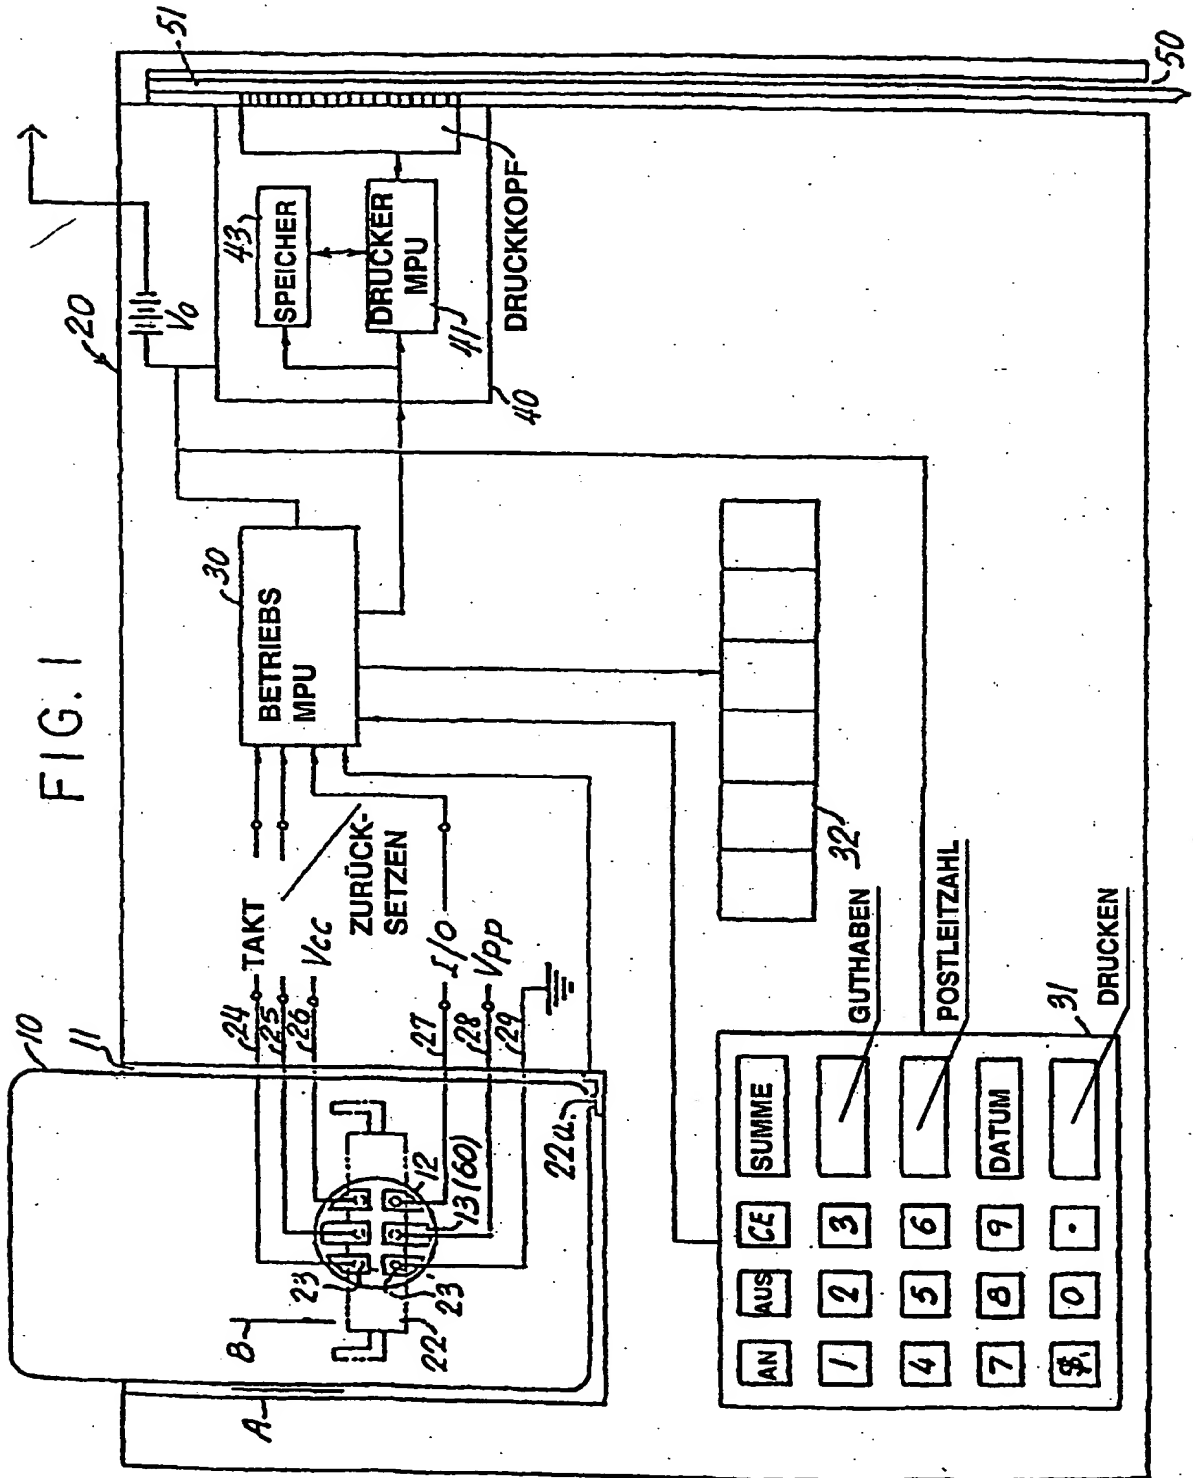 FIG. 1
10
11
20
51
50
24
TAKT
25
26
Vcc
ZURÜCK-
SETZEN
27
I/O
28
Vpp
29
30
BETRIEBS
MPU
Vo
43
SPEICHER
DRUCKER
MPU
41
40
DRUCKKOPF
A
B
23
23
22
12
13(60)
22a
32
31
AN
AUS
CE
SUMME
1
2
3
GUTHABEN
4
5
6
POSTLEITZAHL
7
8
9
DATUM
$
0
.
DRUCKEN